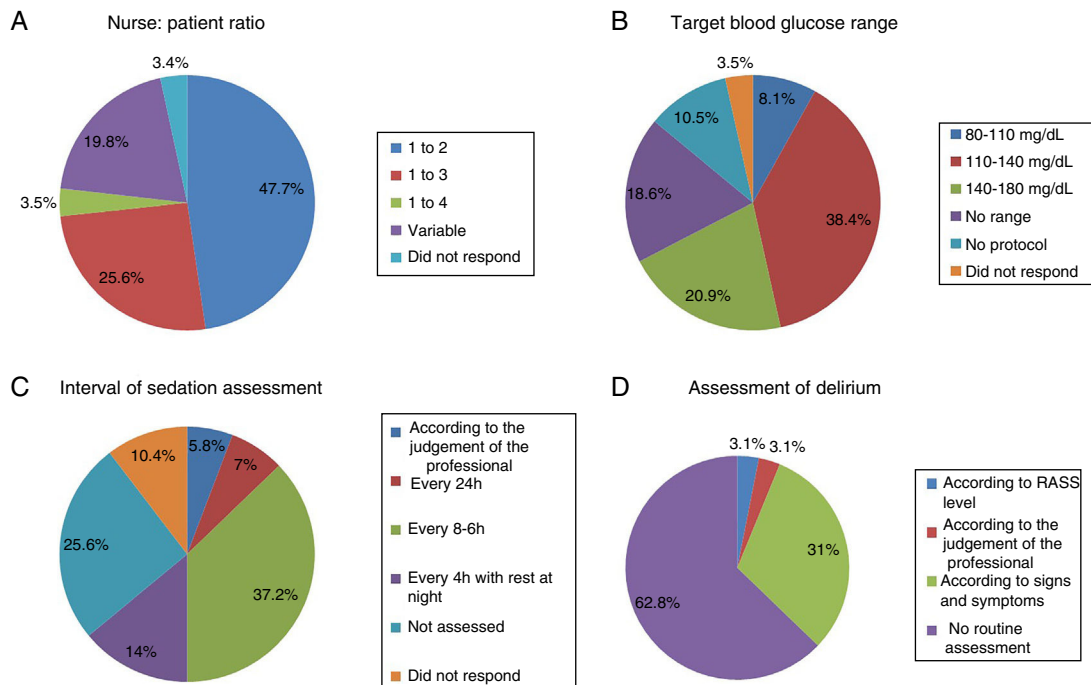 A
Nurse: patient ratio
3.4%
19.8%
47.7%
3.5%
25.6%
1 to 2
1 to 3
1 to 4
Variable
Did not respond
B
Target blood glucose range
3.5%
8.1%
10.5%
18.6%
38.4%
20.9%
80-110 mg/dL
110-140 mg/dL
140-180 mg/dL
No range
No protocol
Did not respond
C
Interval of sedation assessment
5.8%
10.4%
7%
25.6%
37.2%
14%
According to the
judgement of the
professional
Every 24h
Every 8-6h
Every 4h with rest at
night
Not assessed
Did not respond
D
Assessment of delirium
3.1%
3.1%
31%
62.8%
According to RASS
level
According to the
judgement of the
professional
According to signs
and symptoms
No routine
assessment